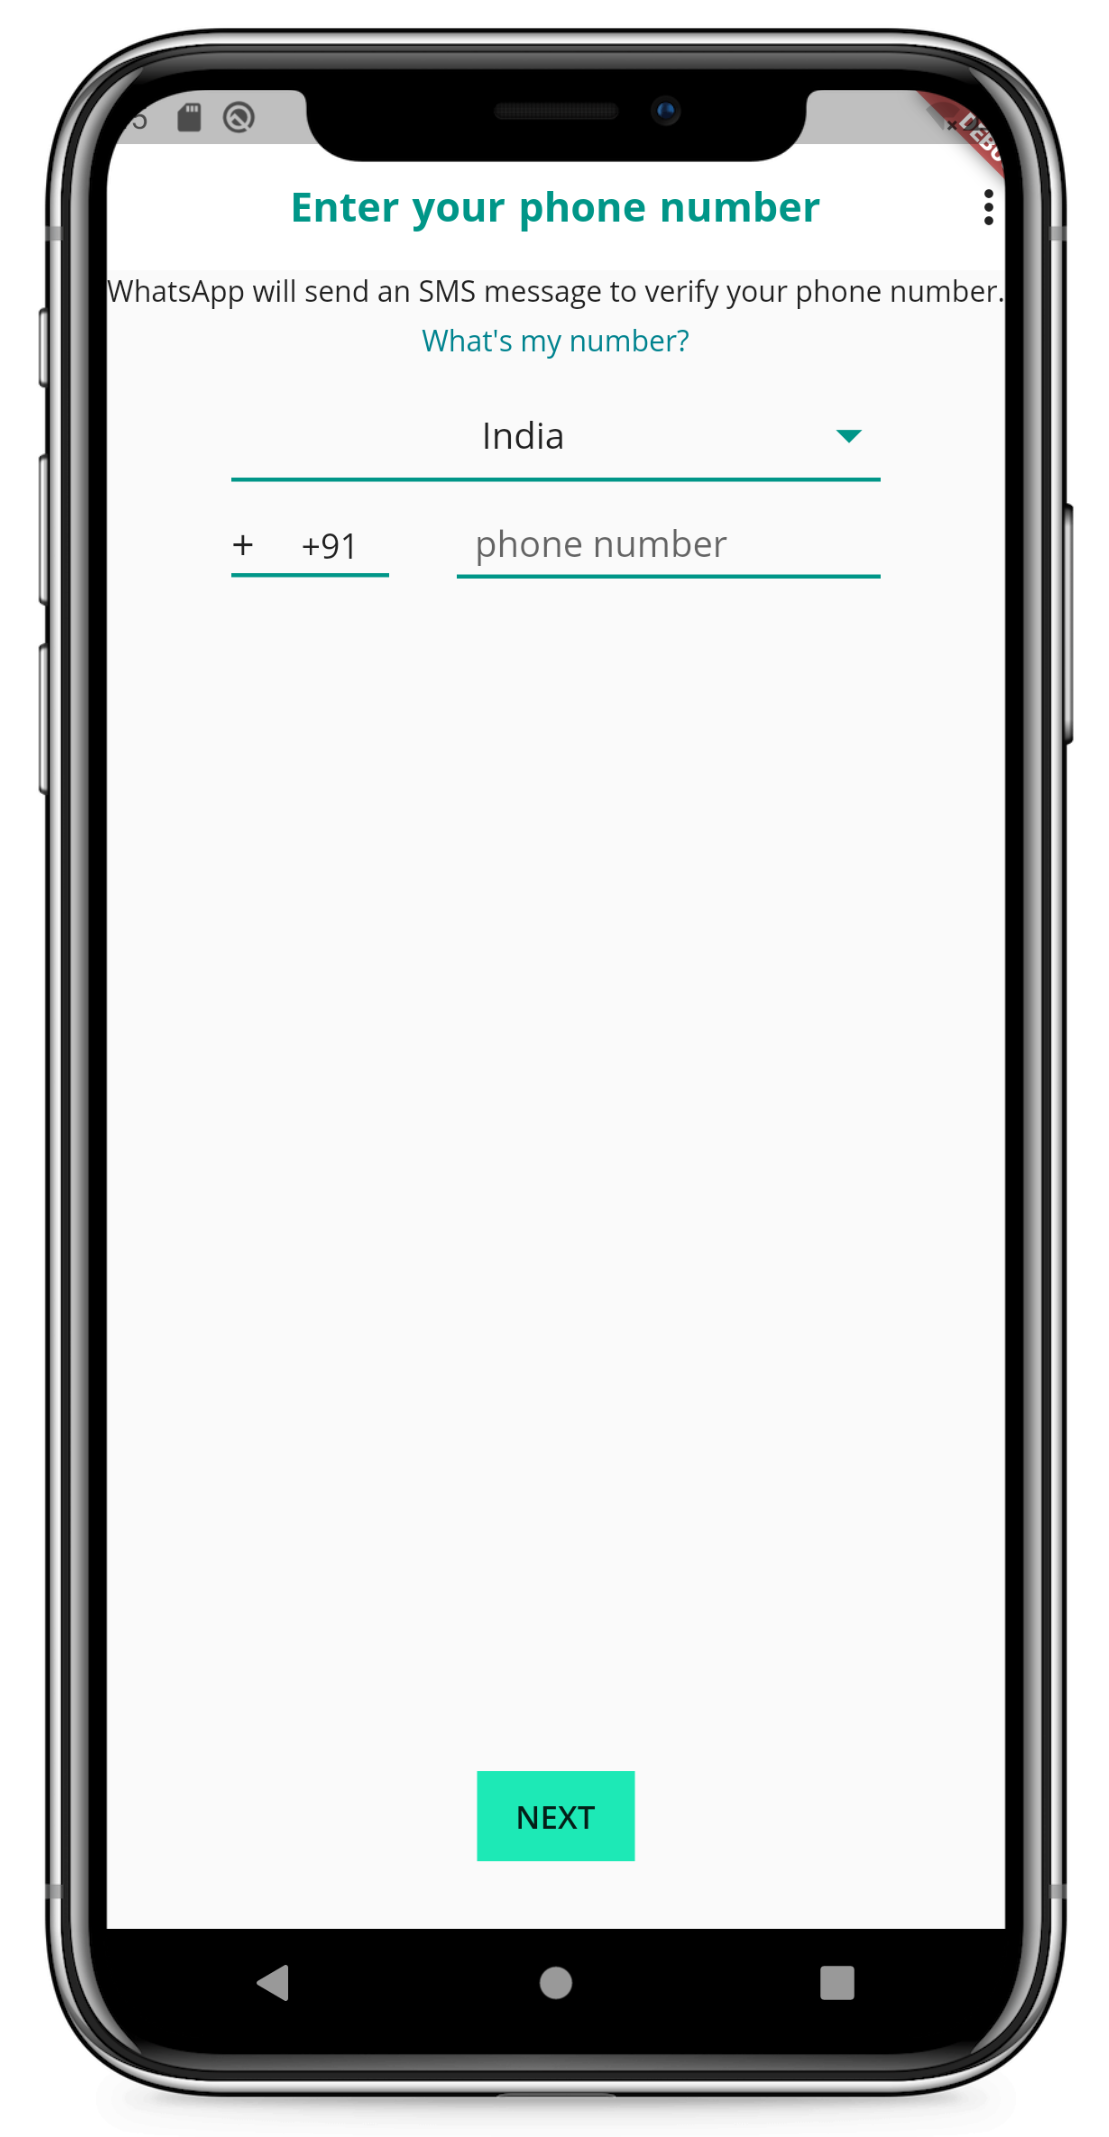 Enter your phone number
WhatsApp will send an SMS message to verify your phone number.
What's my number?
India
+ +91 phone number
NEXT